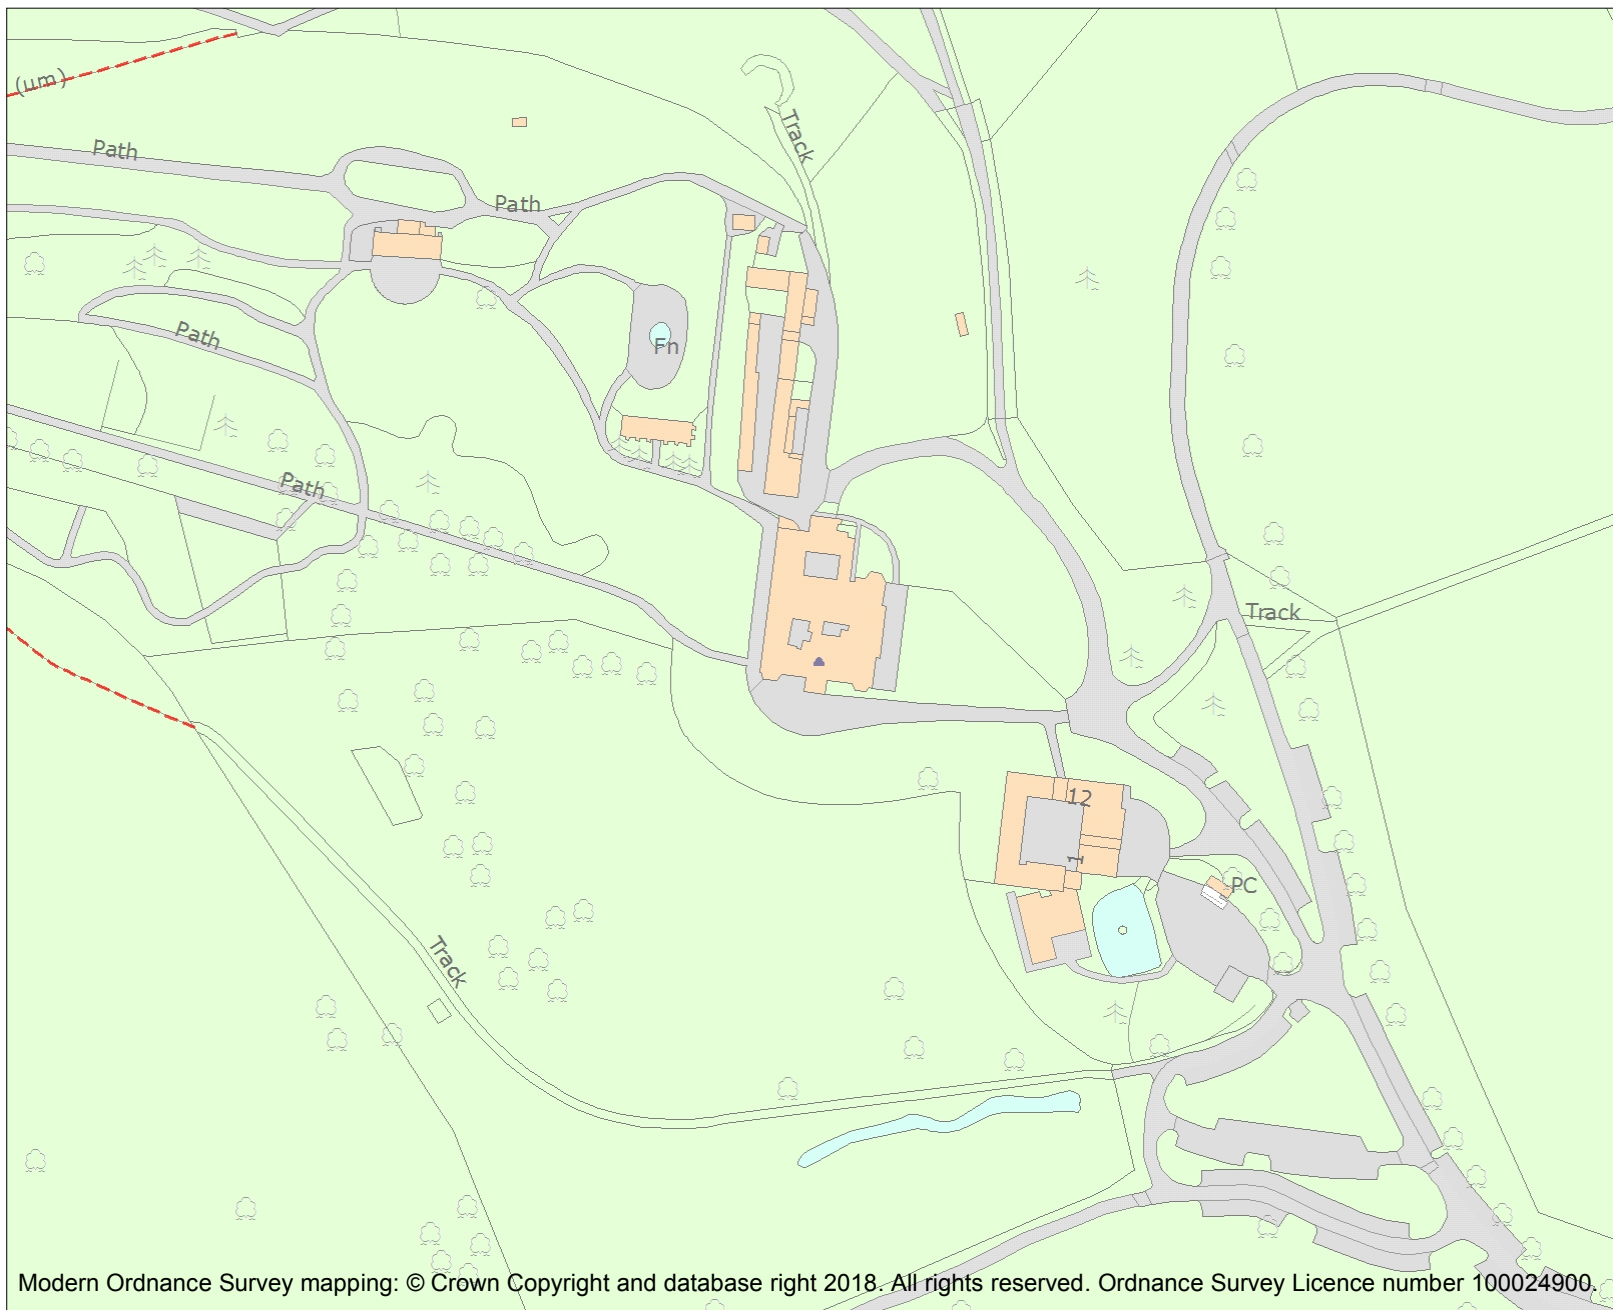 (um)
Track
Path
Path
Path
Fn
Path
Track
12
1
PC
Track
Modern Ordnance Survey mapping: © Crown Copyright and database right 2018. All rights reserved. Ordnance Survey Licence number 100024900.